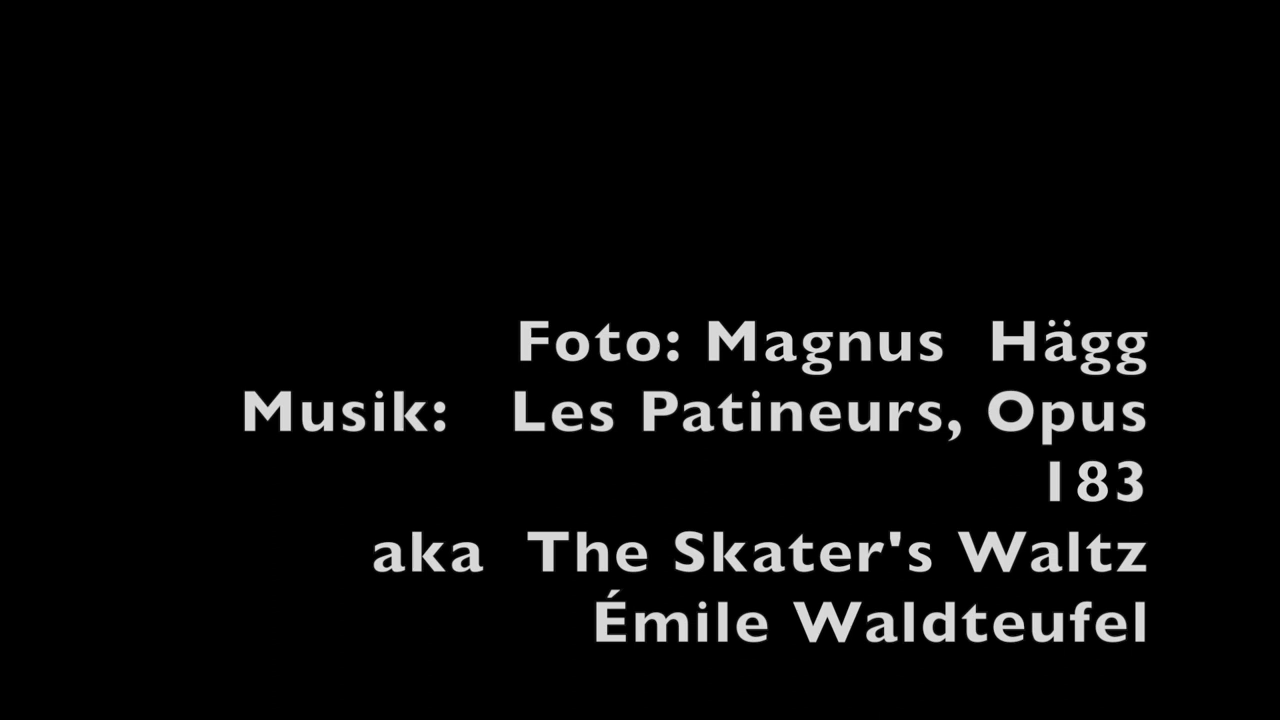 Foto: Magnus Hägg
Musik: Les Patineurs, Opus
183
aka The Skater's Waltz
Émile Waldteufel